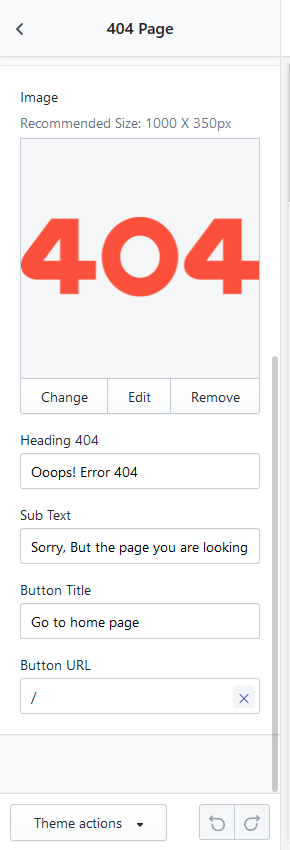 404 Page
Image
Recommended Size: 1000 X 350px
404
Change Edit Remove
Heading 404
Ooops! Error 404
Sub Text
Sorry, But the page you are looking
Button Title
Go to home page
Button URL
/
Theme actions